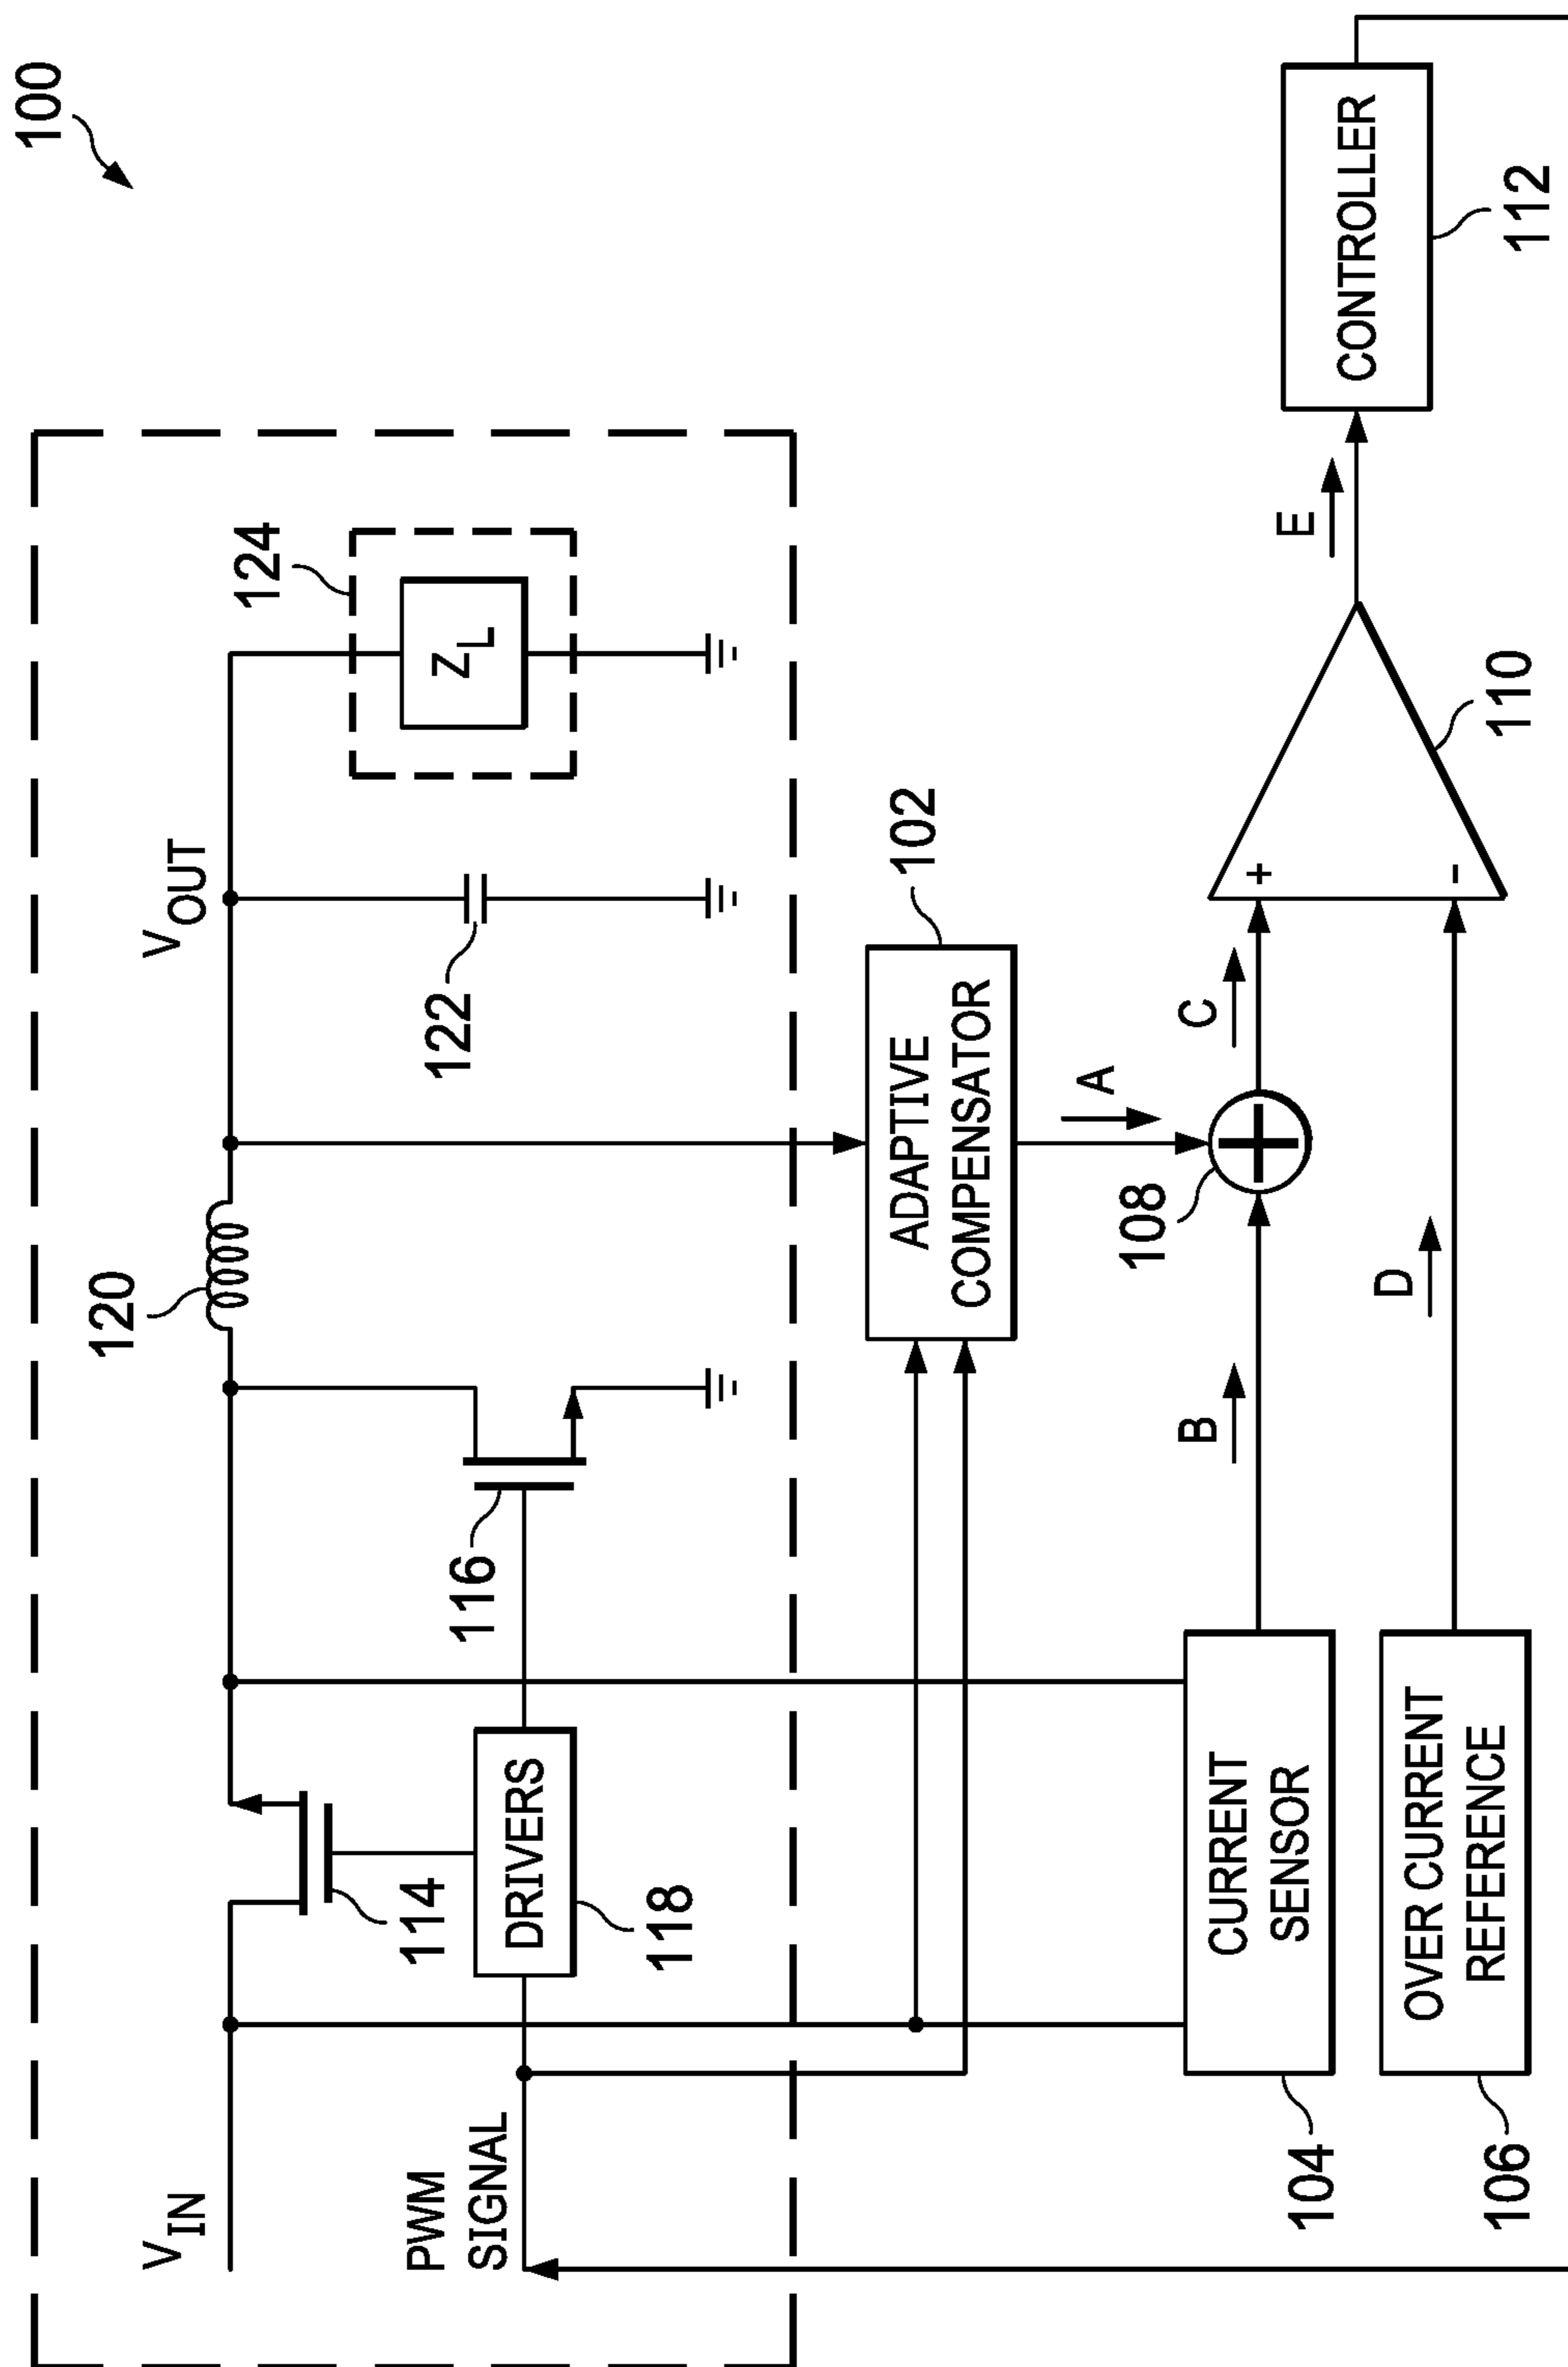 100
V_IN
V_OUT
120
124
Z_L
122
PWM
SIGNAL
114
116
DRIVERS
118
ADAPTIVE
COMPENSATOR
102
A
108
B
C
CURRENT
SENSOR
104
D
OVER CURRENT
REFERENCE
106
+
-
110
E
CONTROLLER
112